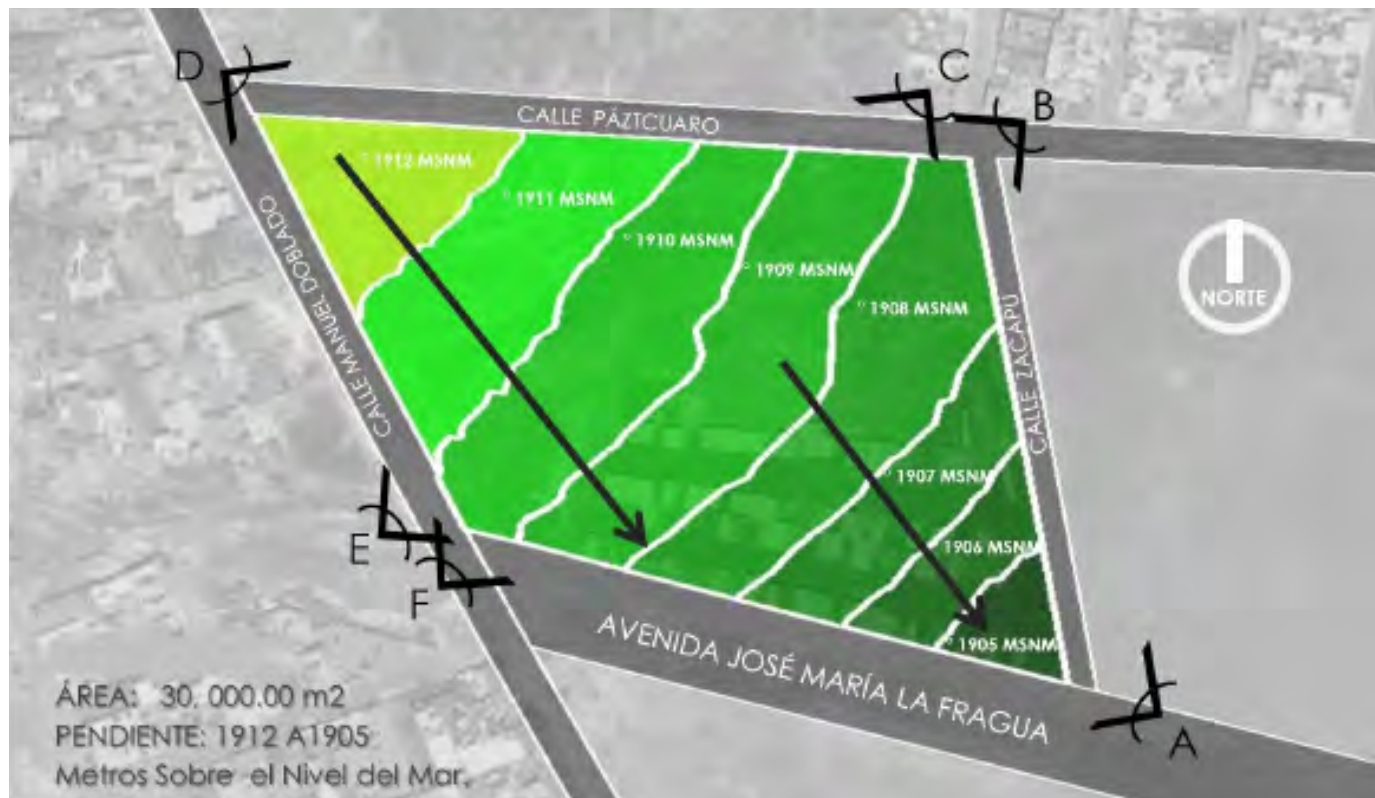 D
C
B
CALLE PÁZTCUARO
1912 MSNM
1911 MSNM
1910 MSNM
1909 MSNM
1908 MSNM
NORTE
CALLE MANUEL DOBLADO
CALLE ZACAPU
1907 MSNM
E
1906 MSNM
F
AVENIDA JOSÉ MARÍA LA FRAGUA
1905 MSNM
A
ÁREA: 30, 000.00 m2
PENDIENTE: 1912 A1905
Metros Sobre el Nivel del Mar.